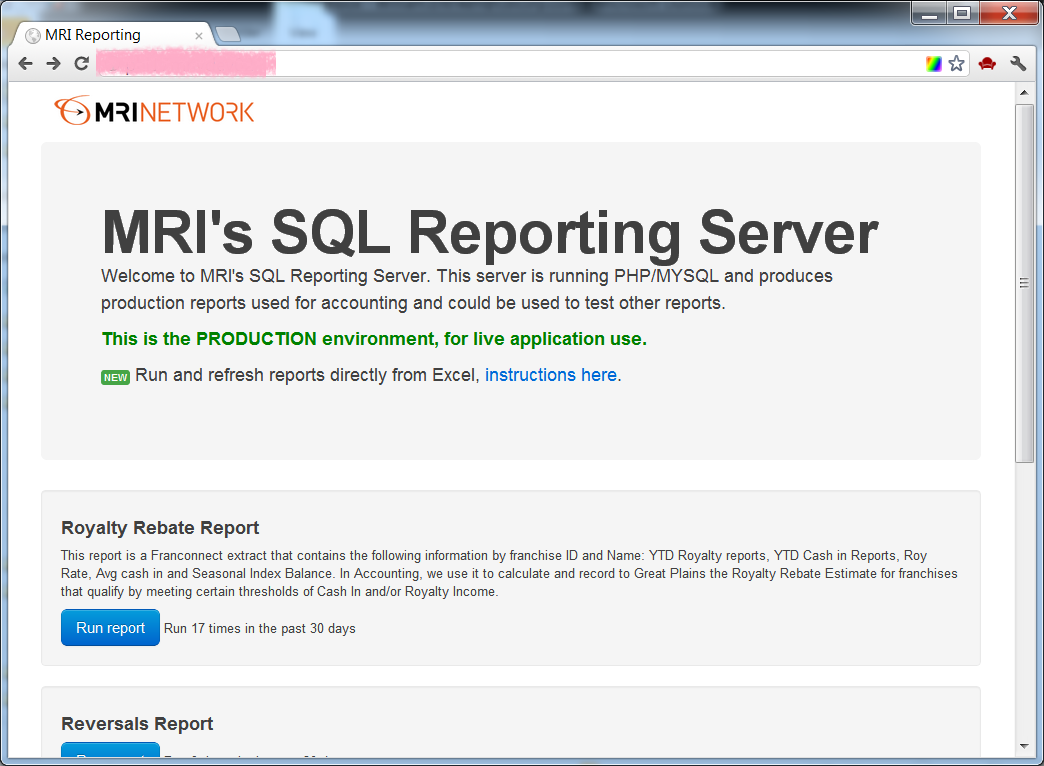 MRI Reporting
MRINETWORK
MRI's SQL Reporting Server
Welcome to MRI's SQL Reporting Server. This server is running PHP/MYSQL and produces
production reports used for accounting and could be used to test other reports.
This is the PRODUCTION environment, for live application use.
NEW Run and refresh reports directly from Excel, instructions here.
Royalty Rebate Report
This report is a Franconnect extract that contains the following information by franchise ID and Name: YTD Royalty reports, YTD Cash in Reports, Roy
Rate, Avg cash in and Seasonal Index Balance. In Accounting, we use it to calculate and record to Great Plains the Royalty Rebate Estimate for franchises
that qualify by meeting certain thresholds of Cash In and/or Royalty Income.
Run report Run 17 times in the past 30 days
Reversals Report